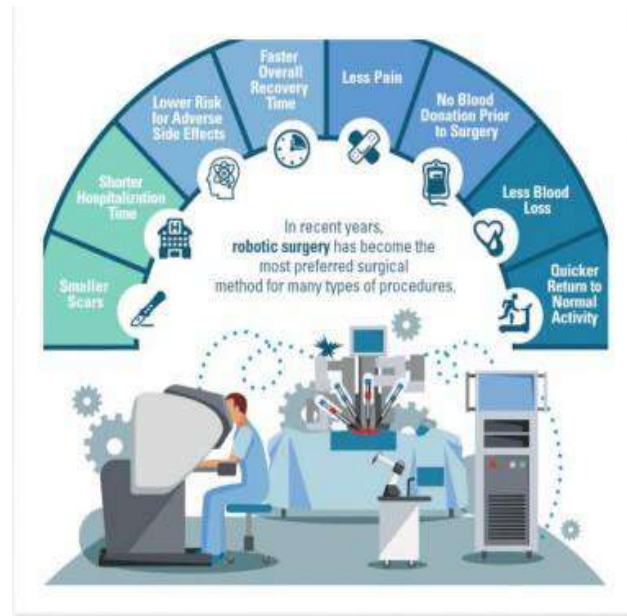 Smaller
Scars
Shorter
Hospitalization
Time
Lower Risk
for Adverse
Side Effects
Faster
Overall
Recovery
Time
Less Pain
No Blood
Donation Prior
to Surgery
Less Blood
Loss
Quicker
Return to
Normal
Activity
H
In recent years,
robotic surgery has become the
most preferred surgical
method for many types of procedures.